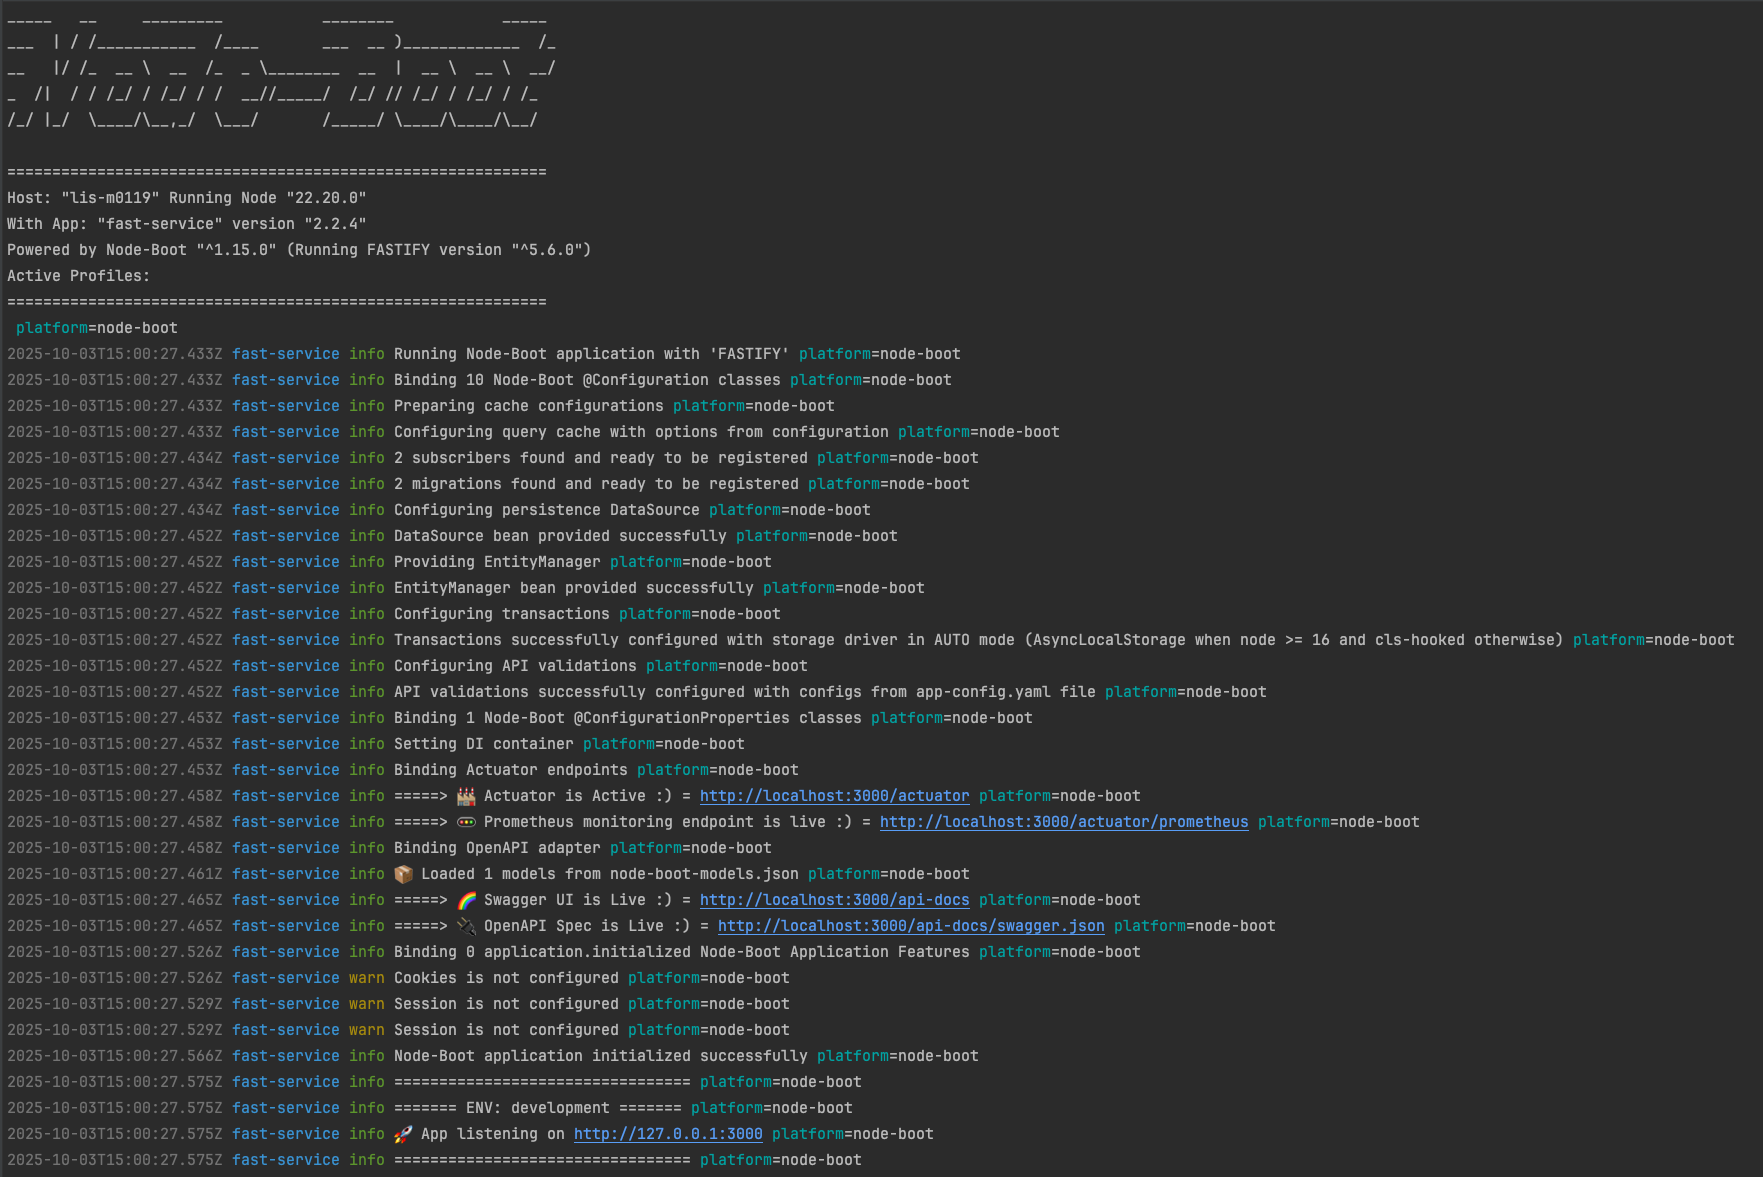 _____   __     _________           ________            _____
___  | / /___________  /____       ___  __ )_____________  /_
__   |/ /_  __ \  __  /_  _ \________  __  |  __ \  __ \  __/
_  /|  / / /_/ / /_/ / /  __//_____/  /_/ // /_/ / /_/ / /_
/_/ |_/  \____/\__,_/  \___/       /_____/ \____/\____/\__/
============================================================
Host: "lis-m0119" Running Node "22.20.0"
With App: "fast-service" version "2.2.4"
Powered by Node-Boot "^1.15.0" (Running FASTIFY version "^5.6.0")
Active Profiles:
============================================================
 platform=node-boot
2025-10-03T15:00:27.433Z fast-service info Running Node-Boot application with 'FASTIFY' platform=node-boot
2025-10-03T15:00:27.433Z fast-service info Binding 10 Node-Boot @Configuration classes platform=node-boot
2025-10-03T15:00:27.433Z fast-service info Preparing cache configurations platform=node-boot
2025-10-03T15:00:27.433Z fast-service info Configuring query cache with options from configuration platform=node-boot
2025-10-03T15:00:27.434Z fast-service info 2 subscribers found and ready to be registered platform=node-boot
2025-10-03T15:00:27.434Z fast-service info 2 migrations found and ready to be registered platform=node-boot
2025-10-03T15:00:27.434Z fast-service info Configuring persistence DataSource platform=node-boot
2025-10-03T15:00:27.452Z fast-service info DataSource bean provided successfully platform=node-boot
2025-10-03T15:00:27.452Z fast-service info Providing EntityManager platform=node-boot
2025-10-03T15:00:27.452Z fast-service info EntityManager bean provided successfully platform=node-boot
2025-10-03T15:00:27.452Z fast-service info Configuring transactions platform=node-boot
2025-10-03T15:00:27.452Z fast-service info Transactions successfully configured with storage driver in AUTO mode (AsyncLocalStorage when node >= 16 and cls-hooked otherwise) platform=node-boot
2025-10-03T15:00:27.452Z fast-service info Configuring API validations platform=node-boot
2025-10-03T15:00:27.452Z fast-service info API validations successfully configured with configs from app-config.yaml file platform=node-boot
2025-10-03T15:00:27.453Z fast-service info Binding 1 Node-Boot @ConfigurationProperties classes platform=node-boot
2025-10-03T15:00:27.453Z fast-service info Setting DI container platform=node-boot
2025-10-03T15:00:27.453Z fast-service info Binding Actuator endpoints platform=node-boot
2025-10-03T15:00:27.458Z fast-service info =====> 🏭 Actuator is Active :) = http://localhost:3000/actuator platform=node-boot
2025-10-03T15:00:27.458Z fast-service info =====> 🚥 Prometheus monitoring endpoint is live :) = http://localhost:3000/actuator/prometheus platform=node-boot
2025-10-03T15:00:27.458Z fast-service info Binding OpenAPI adapter platform=node-boot
2025-10-03T15:00:27.461Z fast-service info 📦 Loaded 1 models from node-boot-models.json platform=node-boot
2025-10-03T15:00:27.465Z fast-service info =====> 🌈 Swagger UI is Live :) = http://localhost:3000/api-docs platform=node-boot
2025-10-03T15:00:27.465Z fast-service info =====> 🔌 OpenAPI Spec is Live :) = http://localhost:3000/api-docs/swagger.json platform=node-boot
2025-10-03T15:00:27.526Z fast-service info Binding 0 application.initialized Node-Boot Application Features platform=node-boot
2025-10-03T15:00:27.526Z fast-service warn Cookies is not configured platform=node-boot
2025-10-03T15:00:27.529Z fast-service warn Session is not configured platform=node-boot
2025-10-03T15:00:27.529Z fast-service warn Session is not configured platform=node-boot
2025-10-03T15:00:27.566Z fast-service info Node-Boot application initialized successfully platform=node-boot
2025-10-03T15:00:27.575Z fast-service info ================================= platform=node-boot
2025-10-03T15:00:27.575Z fast-service info ======= ENV: development ======= platform=node-boot
2025-10-03T15:00:27.575Z fast-service info 🚀 App listening on http://127.0.0.1:3000 platform=node-boot
2025-10-03T15:00:27.575Z fast-service info ================================= platform=node-boot